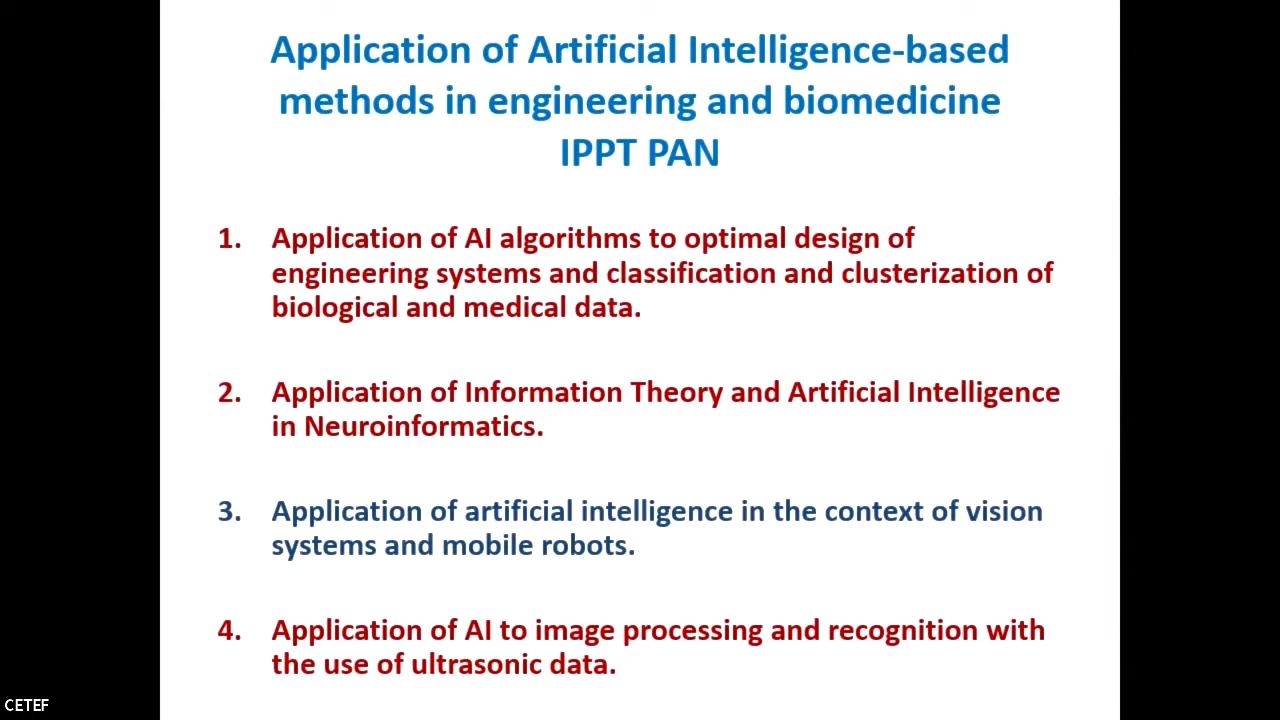 Application of Artificial Intelligence-based
methods in engineering and biomedicine
IPPT PAN
1. Application of AI algorithms to optimal design of
engineering systems and classification and clusterization of
biological and medical data.
2. Application of Information Theory and Artificial Intelligence
in Neuroinformatics.
3. Application of artificial intelligence in the context of vision
systems and mobile robots.
4. Application of AI to image processing and recognition with
the use of ultrasonic data.
CETEF